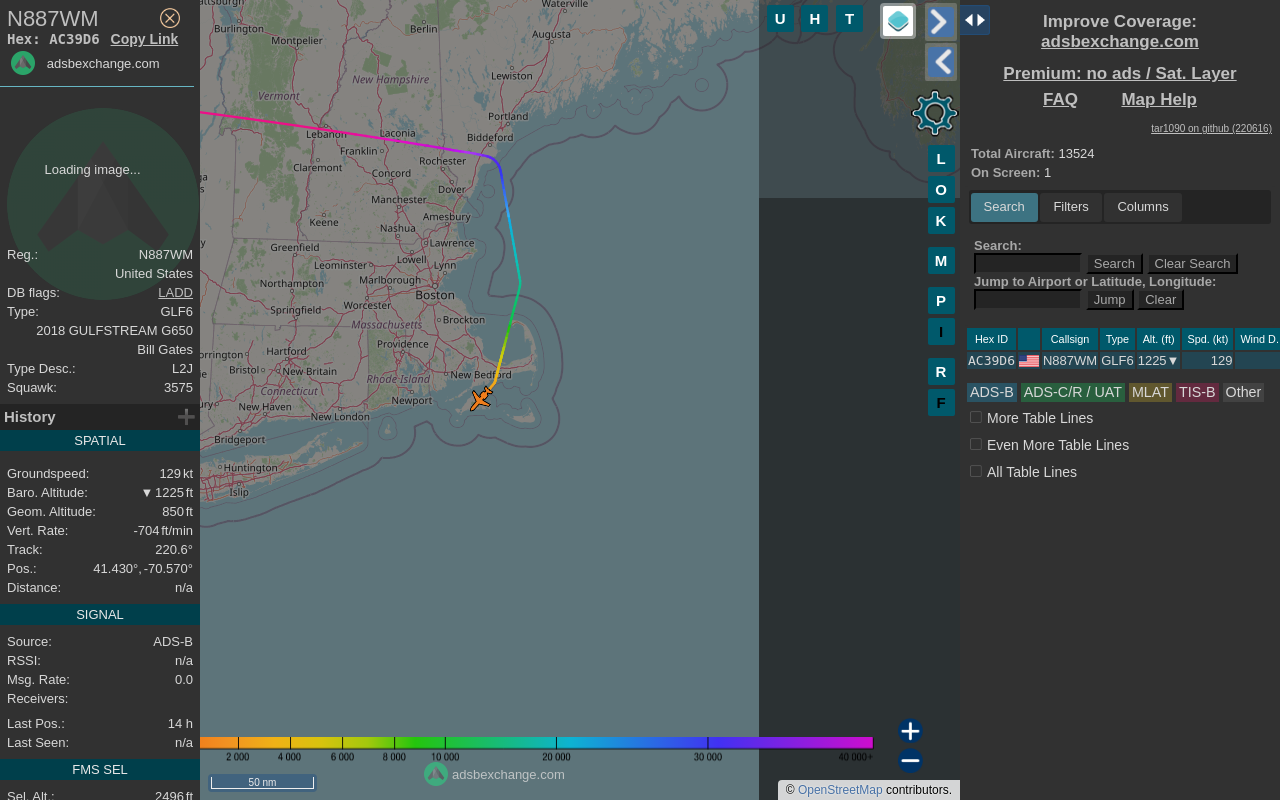 N887WM
Hex: AC39D6 Copy Link
adsbexchange.com
Loading image...
Reg.: N887WM
United States
DB flags: LADD
Type: GLF6
2018 GULFSTREAM G650
Bill Gates
Type Desc.: L2J
Squawk: 3575
History
SPATIAL
Groundspeed: 129 kt
Baro. Altitude: ▼ 1225 ft
Geom. Altitude: 850 ft
Vert. Rate: -704 ft/min
Track: 220.6°
Pos.: 41.430°, -70.570°
Distance: n/a
SIGNAL
Source: ADS-B
RSSI: n/a
Msg. Rate: 0.0
Receivers:
Last Pos.: 14 h
Last Seen: n/a
FMS SEL
Sel. Alt.: 2496 ft
Waterville
Burlington
Berlin
Augusta
Montpelier
Lewiston
New Hampshire
Vermont
Portland
Lebanon
Laconia
Biddeford
Franklin
Rochester
Claremont
Concord
Dover
Manchester
Amesbury
Keene
Nashua
Lawrence
Greenfield
Lowell
Leominster
Lynn
Northampton
Marlborough
Boston
Worcester
Springfield
Massachusetts
Brockton
Providence
Hartford
Bristol
New Britain
Rhode Island
New Bedford
Connecticut
Newport
New Haven
New London
Bridgeport
Huntington
Islip
U H T
L
O
K
M
P
I
R
F
2 000 4 000 6 000 8 000 10 000 20 000 30 000 40 000+
adsbexchange.com
50 nm
© OpenStreetMap contributors.
Improve Coverage:
adsbexchange.com
Premium: no ads / Sat. Layer
FAQ Map Help
tar1090 on github (220616)
Total Aircraft: 13524
On Screen: 1
Search Filters Columns
Search:
Search Clear Search
Jump to Airport or Latitude, Longitude:
Jump Clear
Hex ID Callsign Type Alt. (ft) Spd. (kt) Wind D.
AC39D6 N887WM GLF6 1225▼ 129
ADS-B ADS-C/R / UAT MLAT TIS-B Other
More Table Lines
Even More Table Lines
All Table Lines